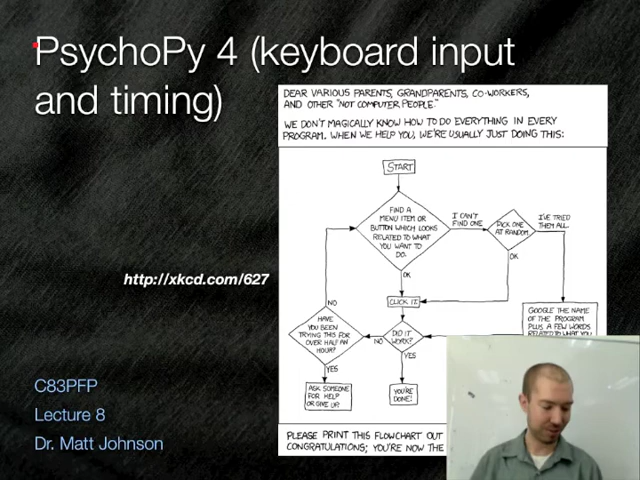 PsychoPy 4 (keyboard input
and timing)
DEAR VARIOUS PARENTS, GRANDPARENTS, CO-WORKERS,
AND OTHER "NOT COMPUTER PEOPLE."
WE DON'T MAGICALLY KNOW HOW TO DO EVERYTHING IN EVERY
PROGRAM. WHEN WE HELP YOU, WE'RE USUALLY JUST DOING THIS:
START
FIND A
MENU ITEM OR
BUTTON WHICH LOOKS
RELATED TO WHAT
YOU WANT TO
DO.
I CAN'T
FIND ONE
PICK ONE
AT RANDOM
I'VE TRIED
THEM ALL.
OK
OK
CLICK IT.
GOOGLE THE NAME
OF THE PROGRAM
PLUS A FEW WORDS
RELATED TO WHAT YOU
NO
HAVE
YOU BEEN
TRYING THIS FOR
OVER HALF AN
HOUR?
NO
DID IT
WORK?
YES
YES
ASK SOMEONE
FOR HELP
OR GIVE UP.
YOU'RE
DONE!
PLEASE PRINT THIS FLOWCHART OUT
CONGRATULATIONS; YOU'RE NOW THE
http://xkcd.com/627
C83PFP
Lecture 8
Dr. Matt Johnson